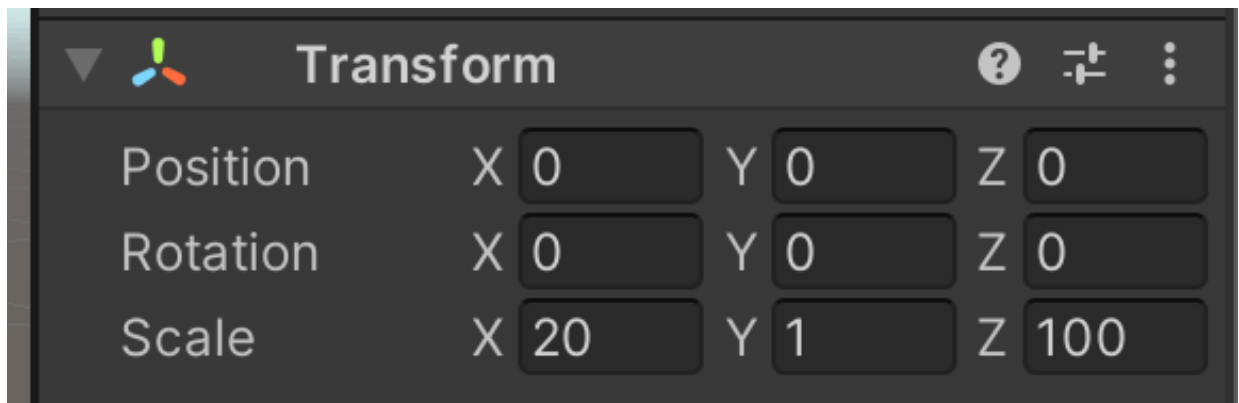 Transform
Position X 0 Y 0 Z 0
Rotation X 0 Y 0 Z 0
Scale X 20 Y 1 Z 100